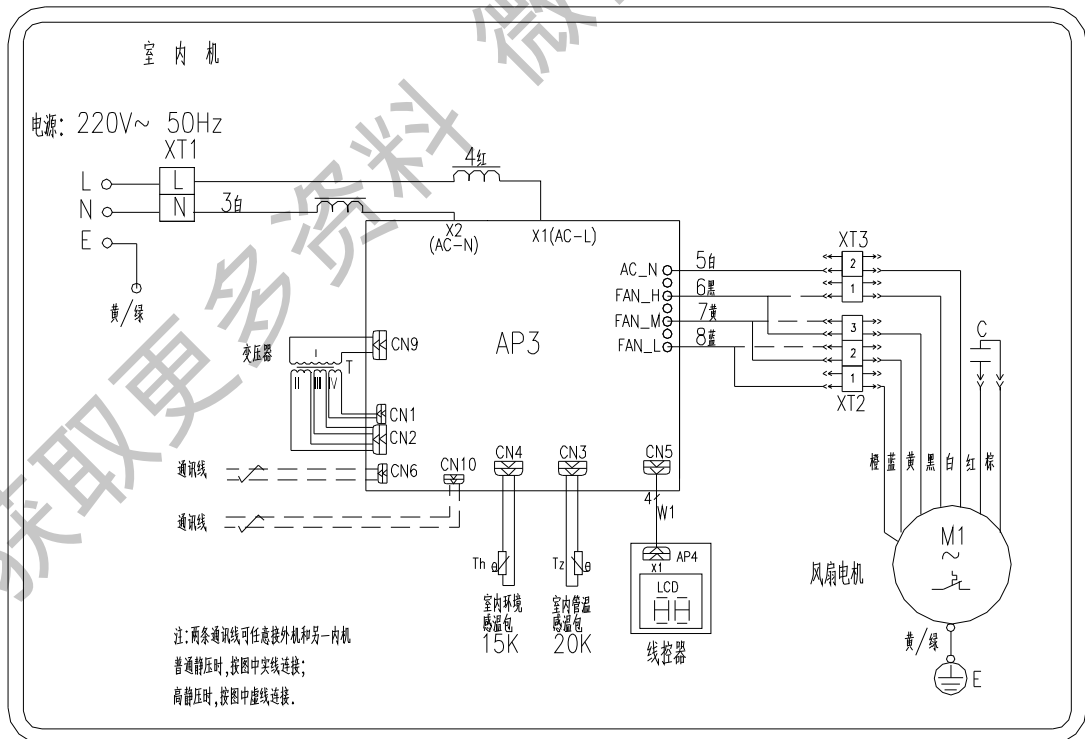 获取更多资料 微
室 内 机
电源: 220V~ 50Hz
XT1
L
L
N
N
E
黄/绿
3白
4红
X2
(AC-N)
X1(AC-L)
AP3
AC_N
FAN_H
FAN_M
FAN_L
5白
6黑
7黄
8蓝
XT3
2
1
3
2
1
XT2
C
变压器
I
T
II
III
IV
CN9
CN1
CN2
CN6
CN10
CN4
CN3
CN5
通讯线
通讯线
4
W1
Th
θ
Tz
θ
室内环境
感温包
15K
室内管温
感温包
20K
X1
AP4
LCD
线控器
橙
蓝
黄
黑
白
红
棕
M1
~
风扇电机
黄/绿
E
注:两条通讯线可任意接外机和另一内机
普通静压时,按图中实线连接;
高静压时,按图中虚线连接.